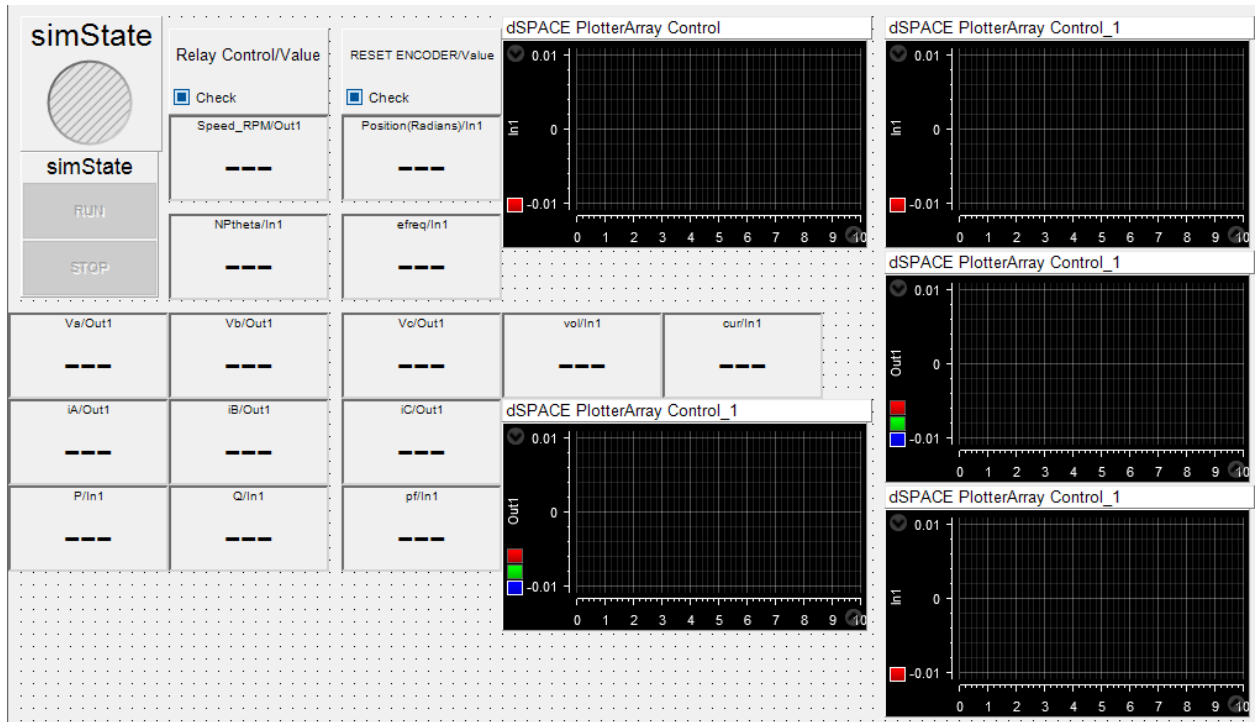 simState
simState
RUN
STOP
Relay Control/Value
Check
RESET ENCODER/Value
Check
Speed_RPM/Out1
---
Position(Radians)/In1
---
NPtheta/In1
---
efreq/In1
---
Va/Out1
---
Vb/Out1
---
Vc/Out1
---
vol/In1
---
cur/In1
---
iA/Out1
---
iB/Out1
---
iC/Out1
---
P/In1
---
Q/In1
---
pf/In1
---
dSPACE PlotterArray Control
0.01
In1
0
-0.01
0 1 2 3 4 5 6 7 8 9 10
dSPACE PlotterArray Control_1
0.01
Out1
0
-0.01
0 1 2 3 4 5 6 7 8 9 10
dSPACE PlotterArray Control_1
0.01
In1
0
-0.01
0 1 2 3 4 5 6 7 8 9 10
dSPACE PlotterArray Control_1
0.01
Out1
0
-0.01
0 1 2 3 4 5 6 7 8 9 10
dSPACE PlotterArray Control_1
0.01
In1
0
-0.01
0 1 2 3 4 5 6 7 8 9 10